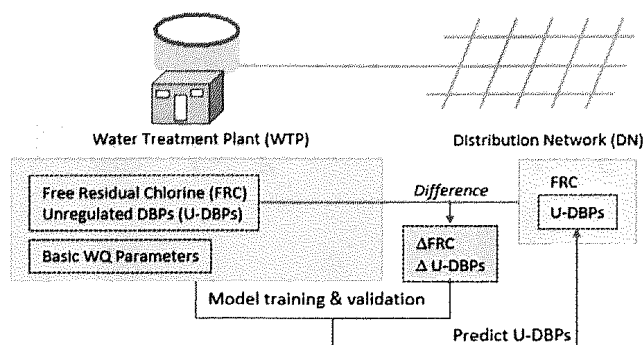 Water Treatment Plant (WTP)
Distribution Network (DN)
Free Residual Chlorine (FRC)
Unregulated DBPs (U-DBPs)
Basic WQ Parameters
Difference
ΔFRC
Δ U-DBPs
FRC
U-DBPs
Model training & validation
Predict U-DBPs